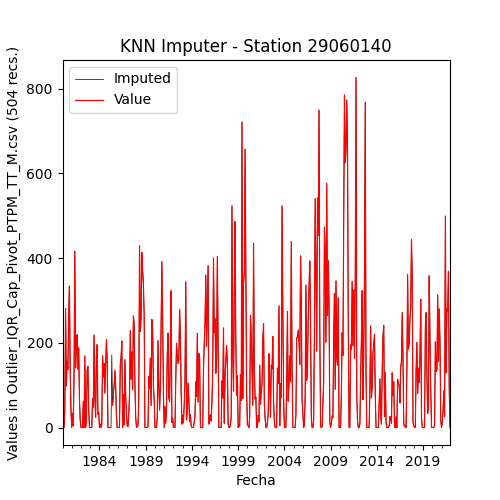 KNN Imputer - Station 29060140
Imputed
Value
800
600
400
200
0
1984 1989 1994 1999 2004 2009 2014 2019
Fecha
Values in Outlier_IQR_Cap_Pivot_PTPM_TT_M.csv (504 recs.)